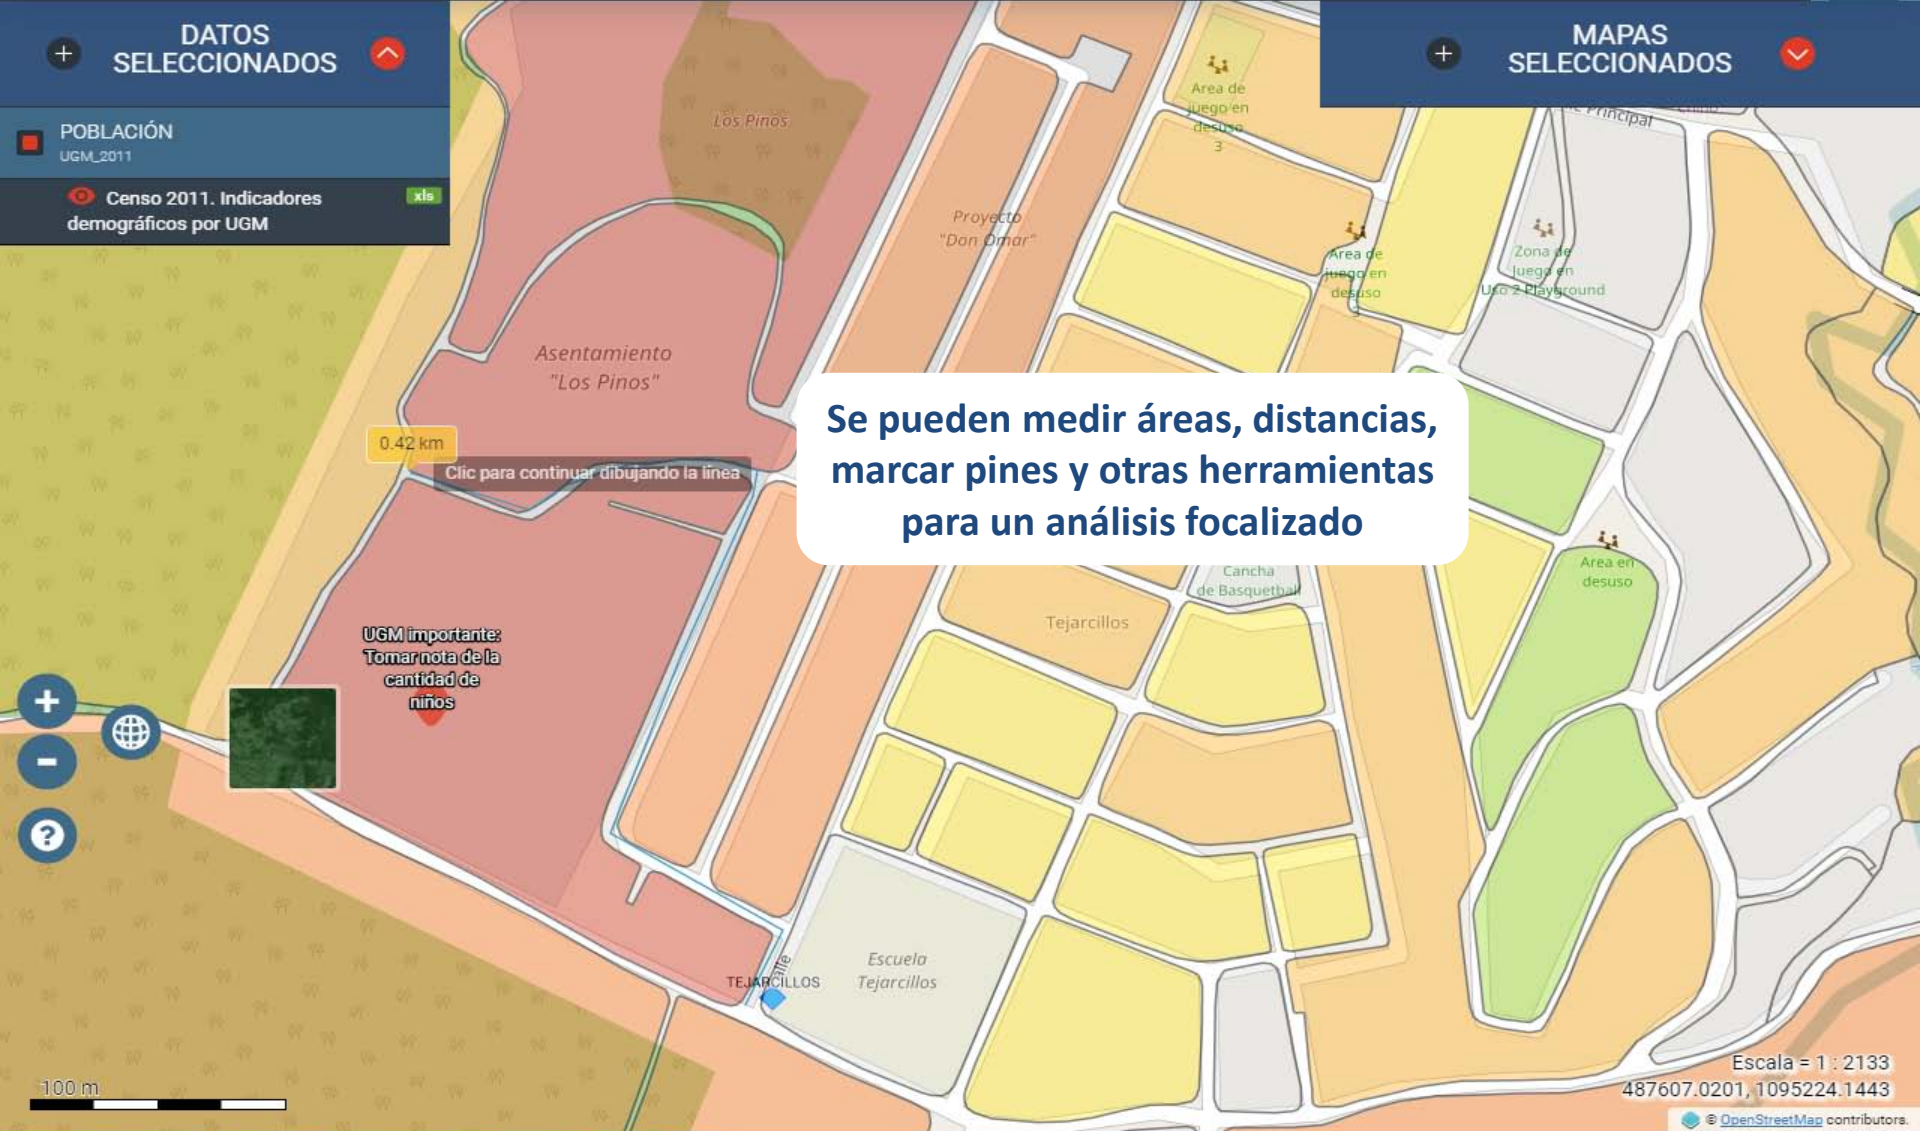 DATOS
SELECCIONADOS
MAPAS
SELECCIONADOS
POBLACIÓN
UGM_2011
Censo 2011. Indicadores
demográficos por UGM
xls
Principal
Area de
juego en
desuso
3
Los Pinos
Proyecto
"Don Omar"
Area de
juego en
desuso
3
Zona de
Juego en
Uso 2 Playground
Asentamiento
"Los Pinos"
0.42 km
Clic para continuar dibujando la línea
Se pueden medir áreas, distancias,
marcar pines y otras herramientas
para un análisis focalizado
Cancha
de Basquetball
Area en
desuso
Tejarcillos
UGM importante:
Tomar nota de la
cantidad de
niños
Escuela
Tejarcillos
TEJARCILLOS
100 m
Escala = 1 : 2133
487607.0201, 1095224.1443
© OpenStreetMap contributors.